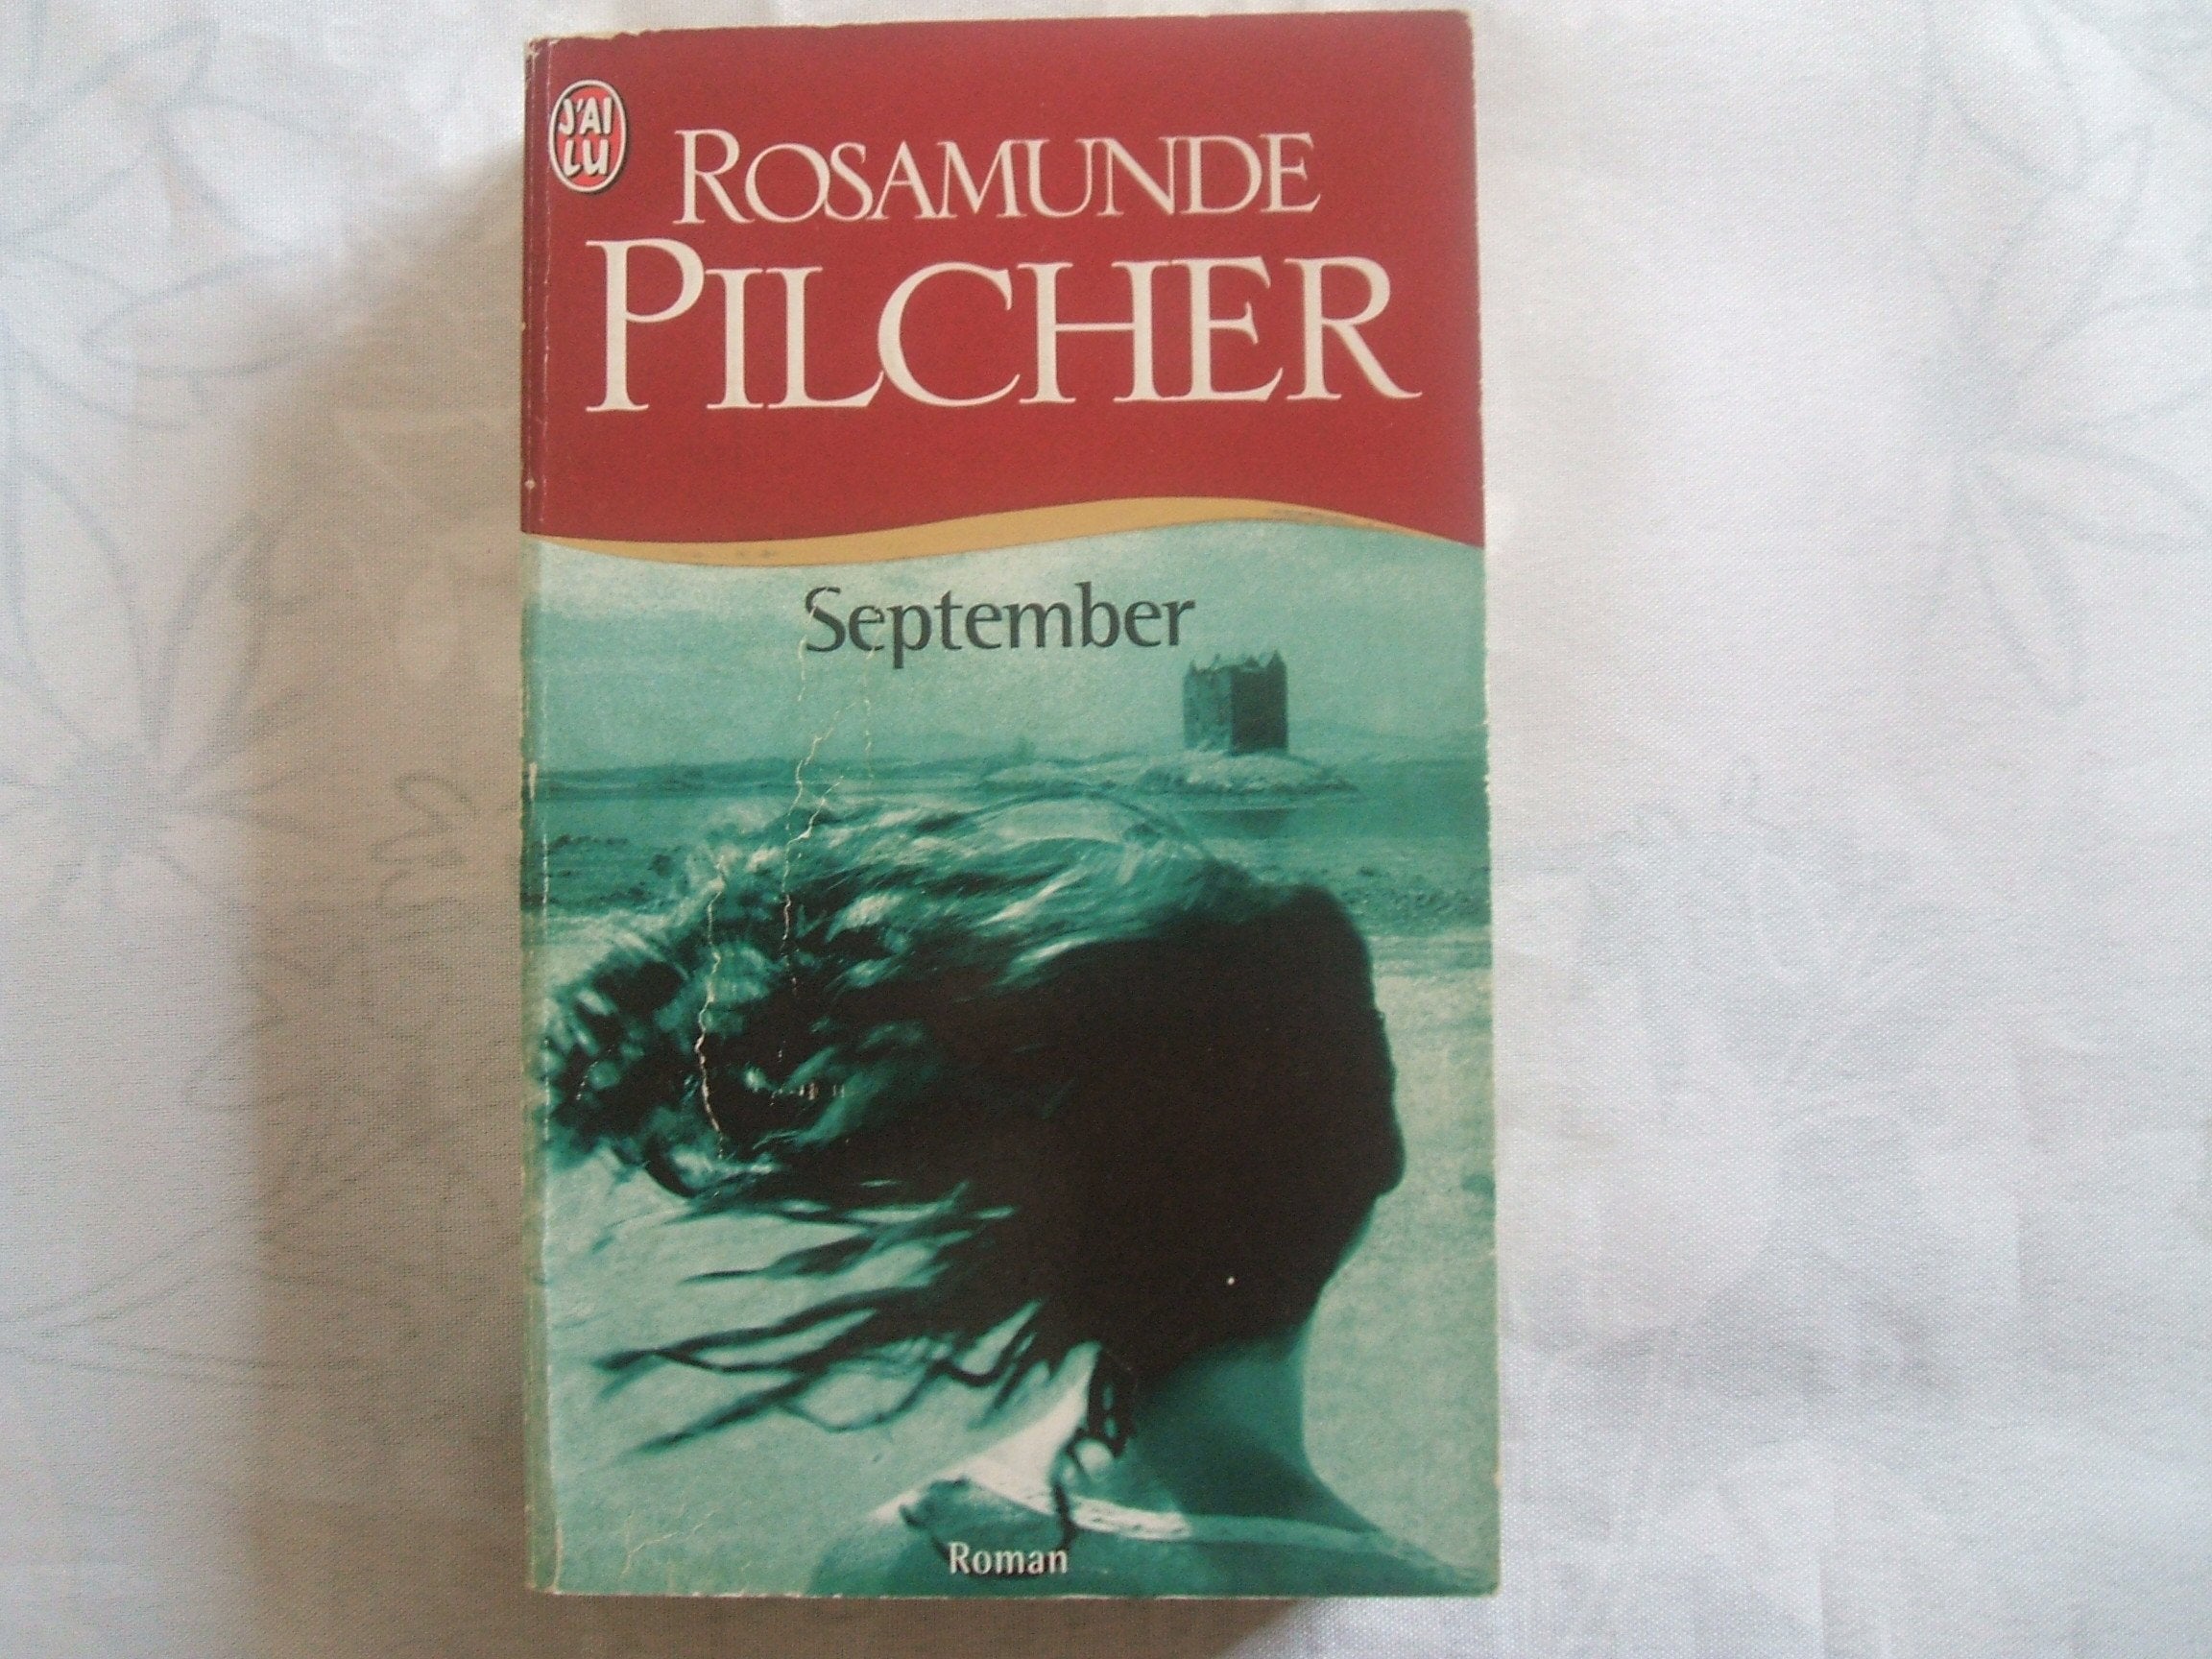 J'AI
LU
ROSAMUNDE
PILCHER
September
Roman